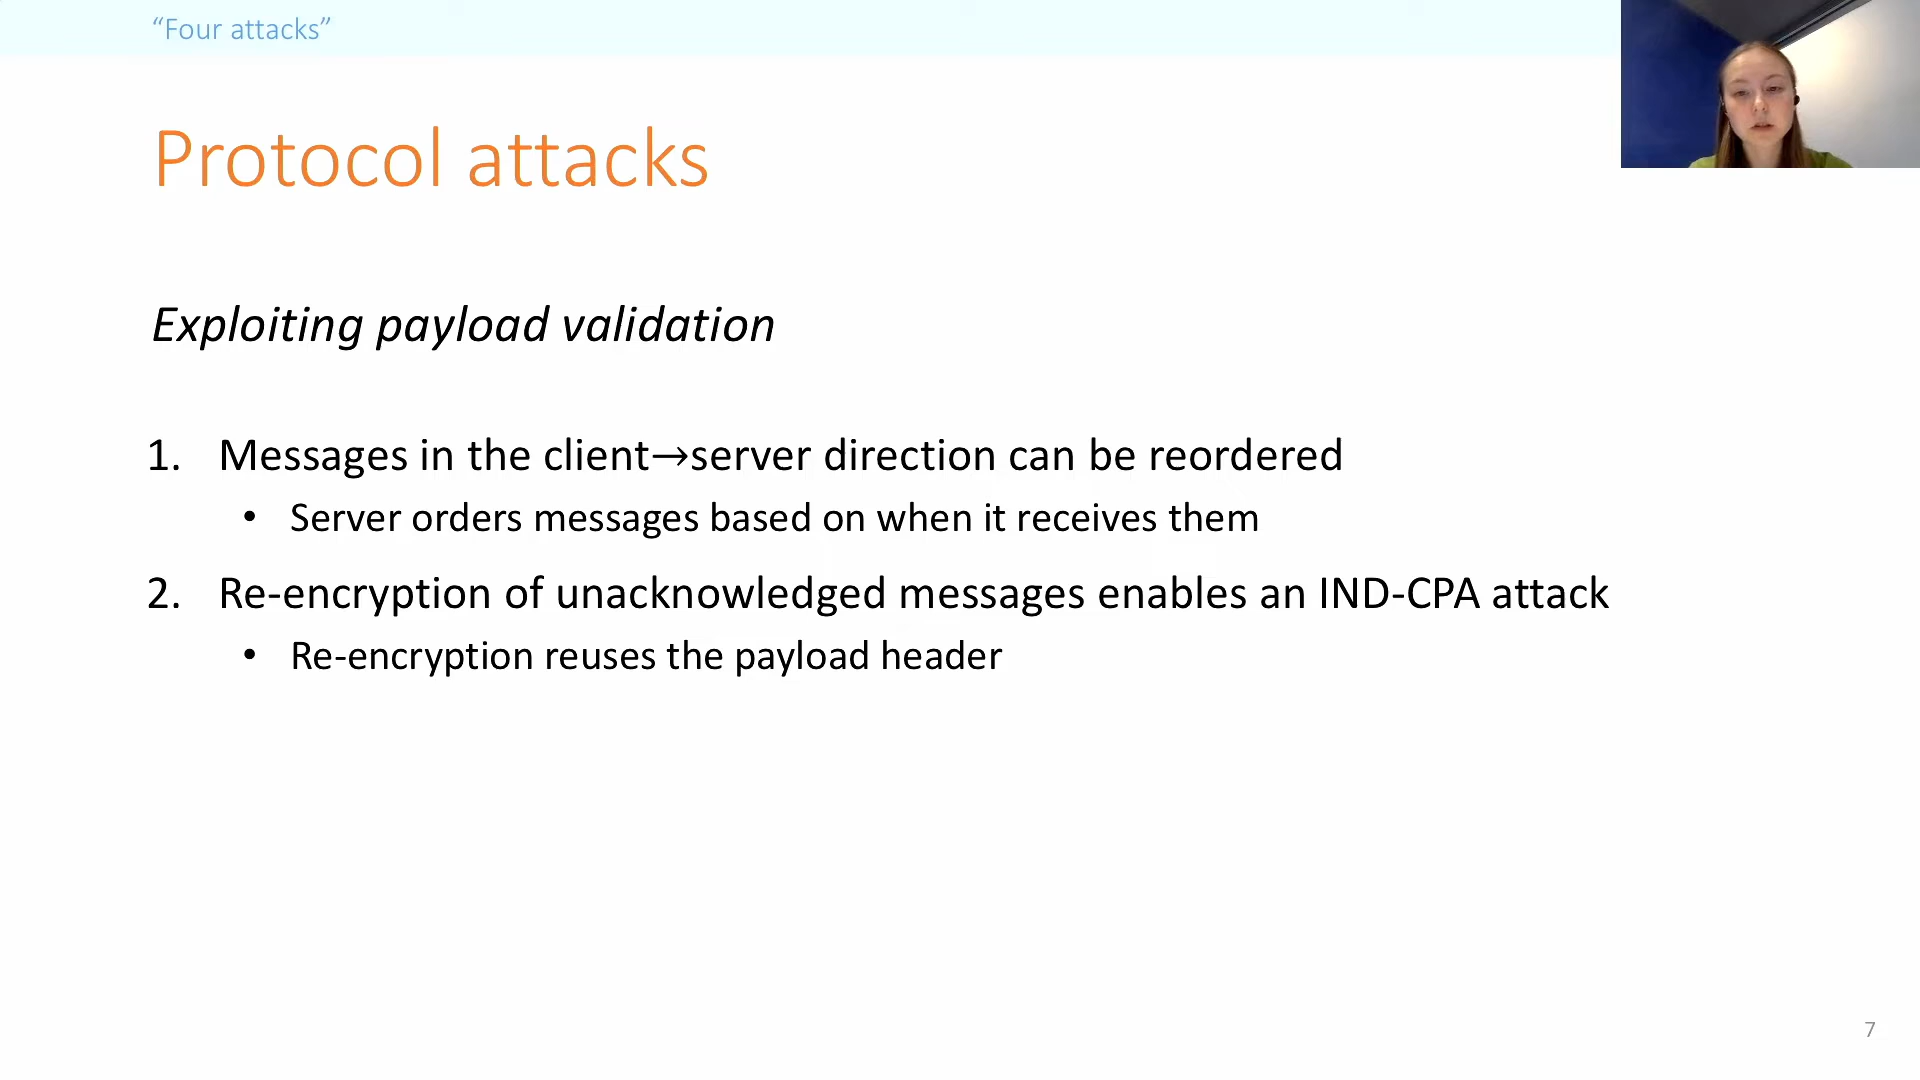 “Four attacks”
Protocol attacks
Exploiting payload validation
1. Messages in the client→server direction can be reordered
• Server orders messages based on when it receives them
2. Re-encryption of unacknowledged messages enables an IND-CPA attack
• Re-encryption reuses the payload header
7